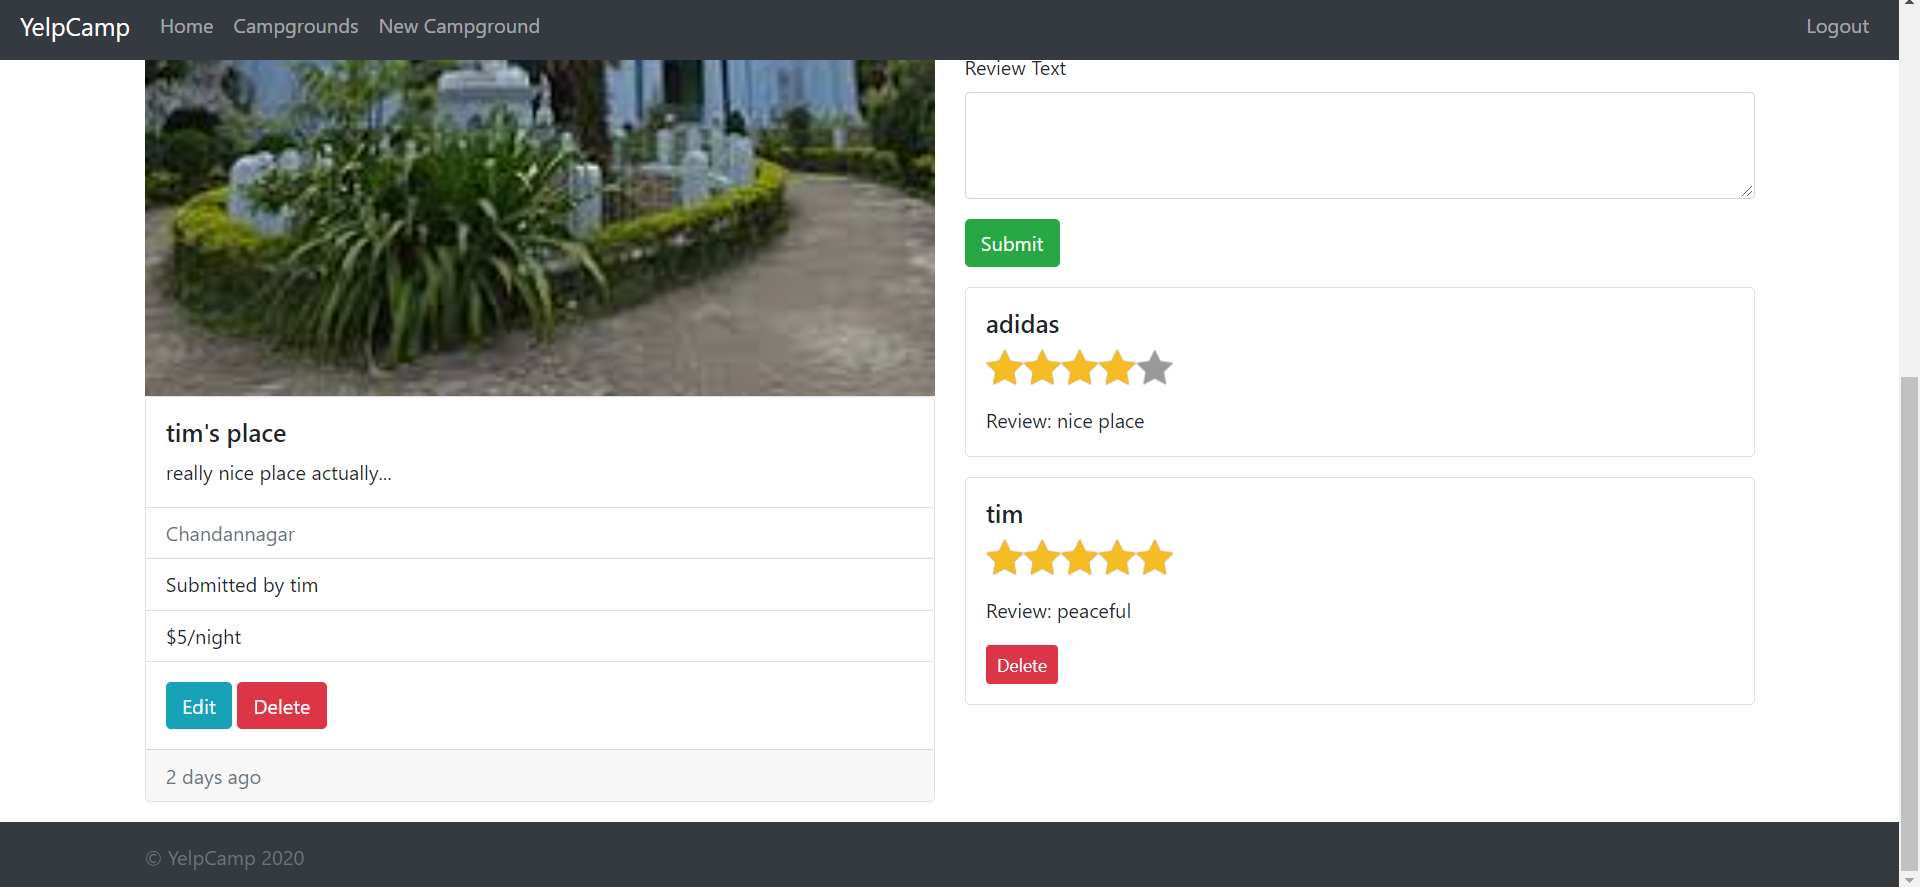 YelpCamp Home Campgrounds New Campground Logout
tim's place
really nice place actually...
Chandannagar
Submitted by tim
$5/night
Edit Delete
2 days ago
Review Text
Submit
adidas
Review: nice place
tim
Review: peaceful
Delete
© YelpCamp 2020